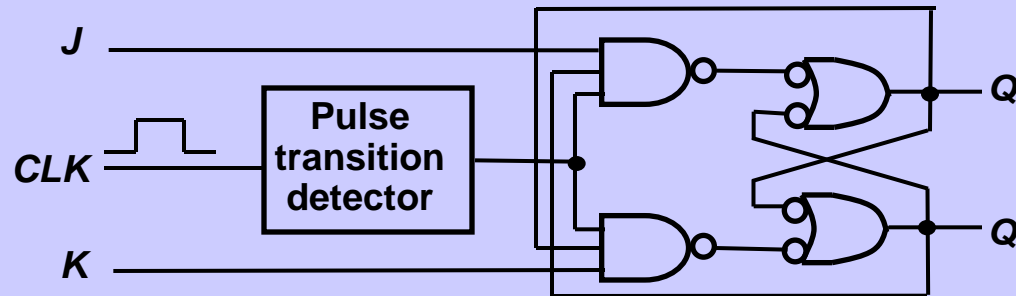 J
Pulse
transition
detector
CLK
K
Q
Q